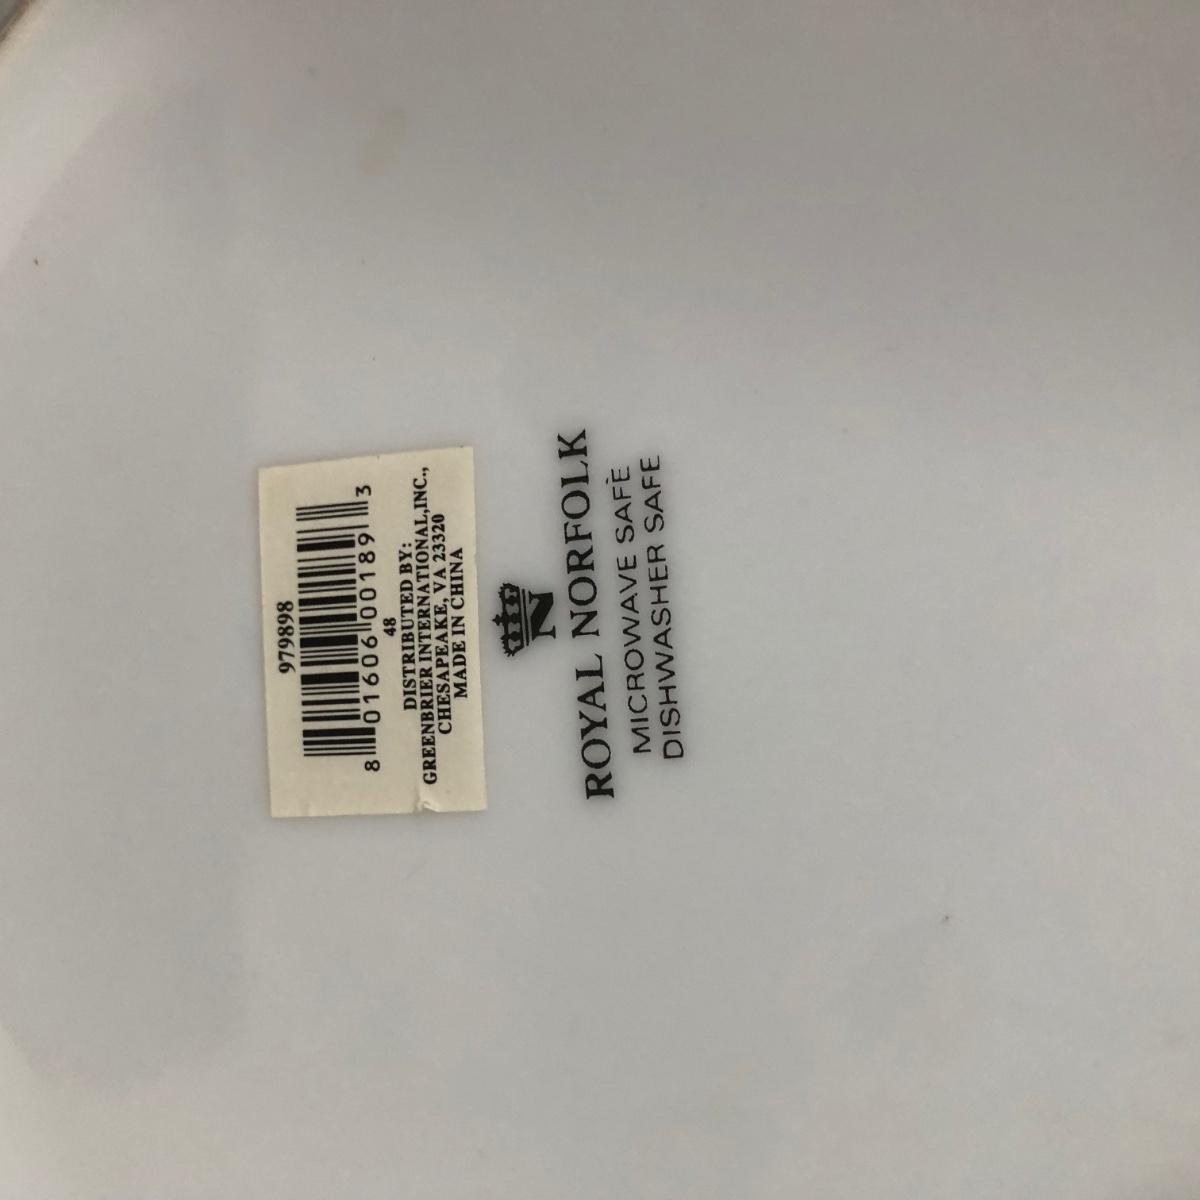 979898
8 01606 00189 3
48
DISTRIBUTED BY:
GREENBRIER INTERNATIONAL,INC.,
CHESAPEAKE, VA 23320
MADE IN CHINA
N
ROYAL NORFOLK
MICROWAVE SAFE
DISHWASHER SAFE